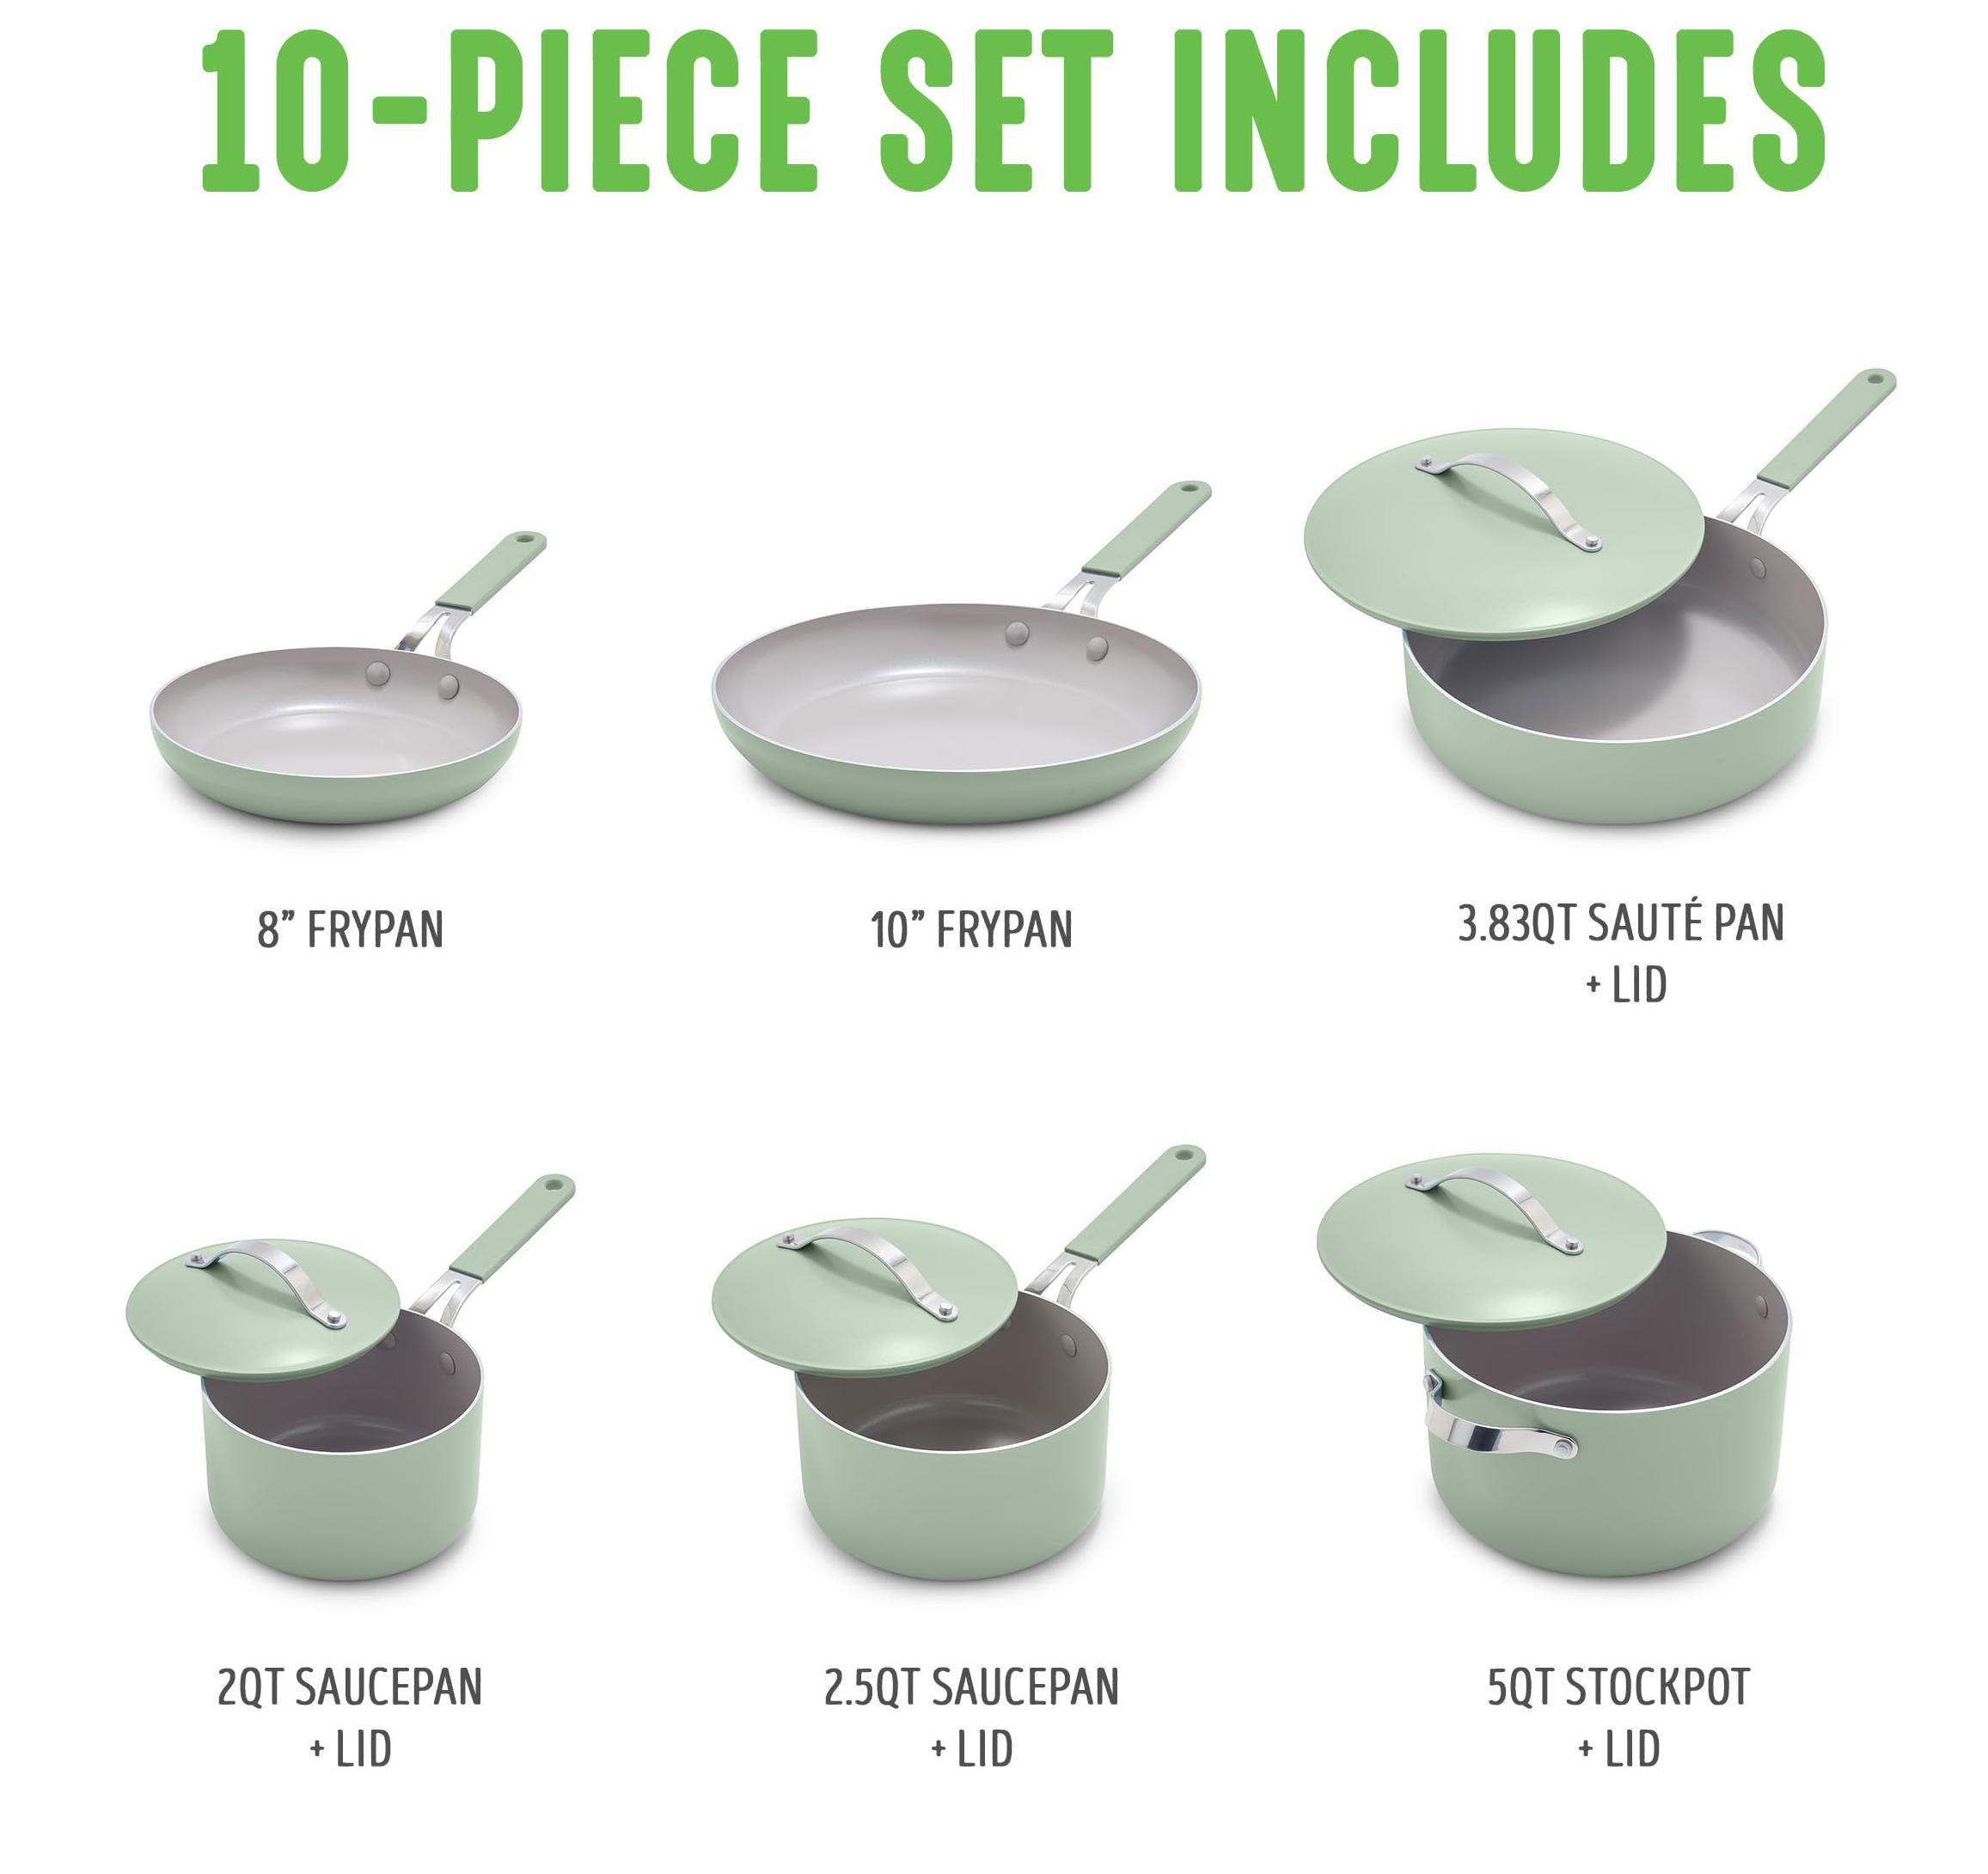 10-PIECE SET INCLUDES
8” FRYPAN
10” FRYPAN
3.83QT SAUTÉ PAN
+ LID
2QT SAUCEPAN
+ LID
2.5QT SAUCEPAN
+ LID
5QT STOCKPOT
+ LID